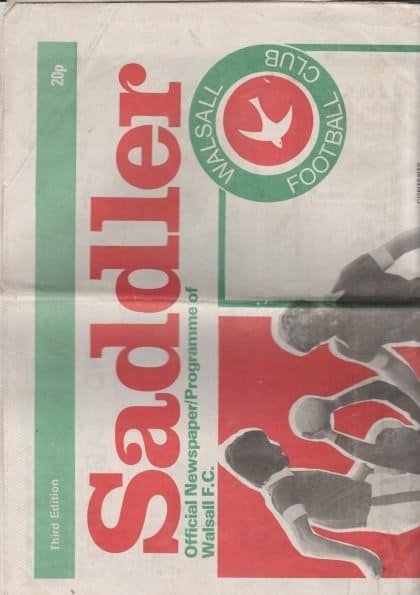 Third Edition
20p
Saddler
Official Newspaper/Programme of
Walsall F.C.
WALSALL
FOOTBALL CLUB